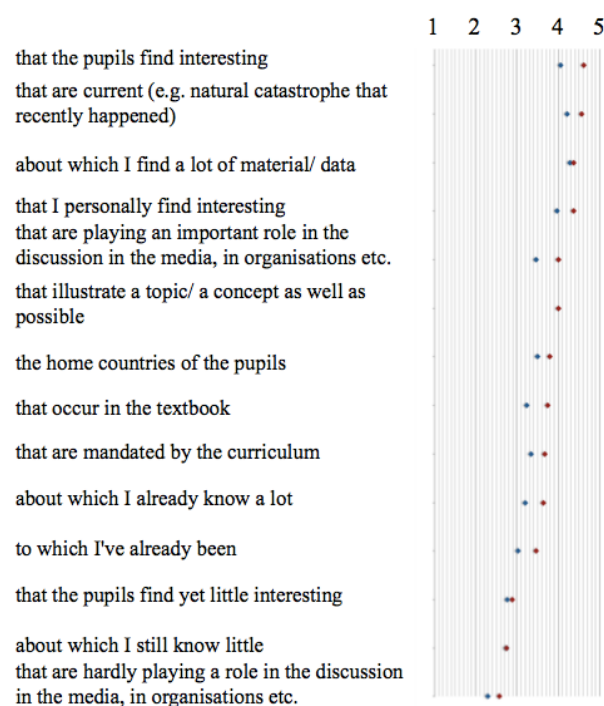 1 2 3 4 5
that the pupils find interesting
that are current (e.g. natural catastrophe that
recently happened)
about which I find a lot of material/ data
that I personally find interesting
that are playing an important role in the
discussion in the media, in organisations etc.
that illustrate a topic/ a concept as well as
possible
the home countries of the pupils
that occur in the textbook
that are mandated by the curriculum
about which I already know a lot
to which I've already been
that the pupils find yet little interesting
about which I still know little
that are hardly playing a role in the discussion
in the media, in organisations etc.